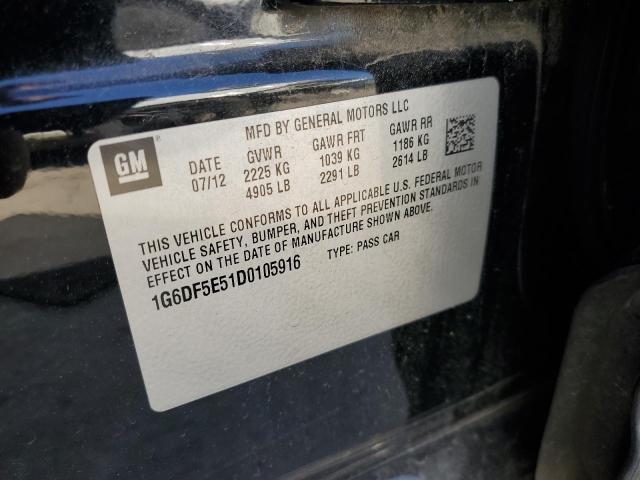 MFD BY GENERAL MOTORS LLC
GM ®
DATE GVWR GAWR FRT GAWR RR
07/12 2225 KG 1039 KG 1186 KG
4905 LB 2291 LB 2614 LB
THIS VEHICLE CONFORMS TO ALL APPLICABLE U.S. FEDERAL MOTOR
VEHICLE SAFETY, BUMPER, AND THEFT PREVENTION STANDARDS IN
EFFECT ON THE DATE OF MANUFACTURE SHOWN ABOVE.
1G6DF5E51D0105916 TYPE: PASS CAR